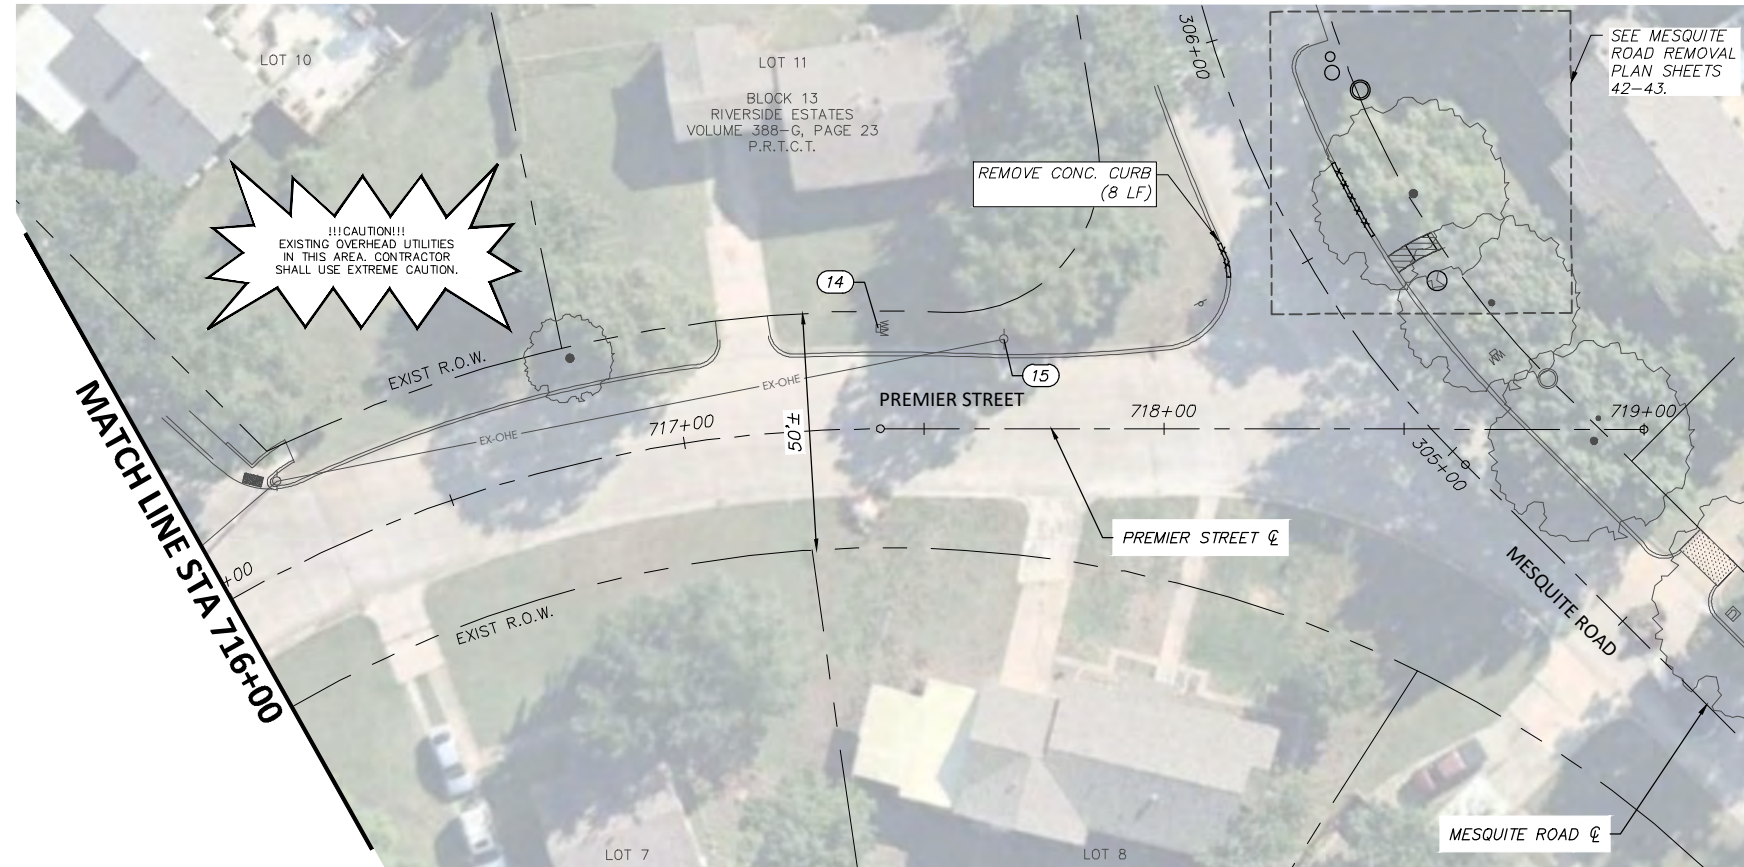 LOT 10
LOT 11
BLOCK 13
RIVERSIDE ESTATES
VOLUME 388-G, PAGE 23
P.R.T.C.T.
306+00
SEE MESQUITE
ROAD REMOVAL
PLAN SHEETS
42-43.
REMOVE CONC. CURB
(8 LF)
!!!CAUTION!!!
EXISTING OVERHEAD UTILITIES
IN THIS AREA. CONTRACTOR
SHALL USE EXTREME CAUTION.
14
WM
EXIST R.O.W.
15
WM
EX-OHE
EX-OHE
PREMIER STREET
717+00
718+00
719+00
50'±
305+00
MATCH LINE STA 716+00
+00
PREMIER STREET ℄
EXIST R.O.W.
MESQUITE ROAD
MESQUITE ROAD ℄
LOT 7
LOT 8